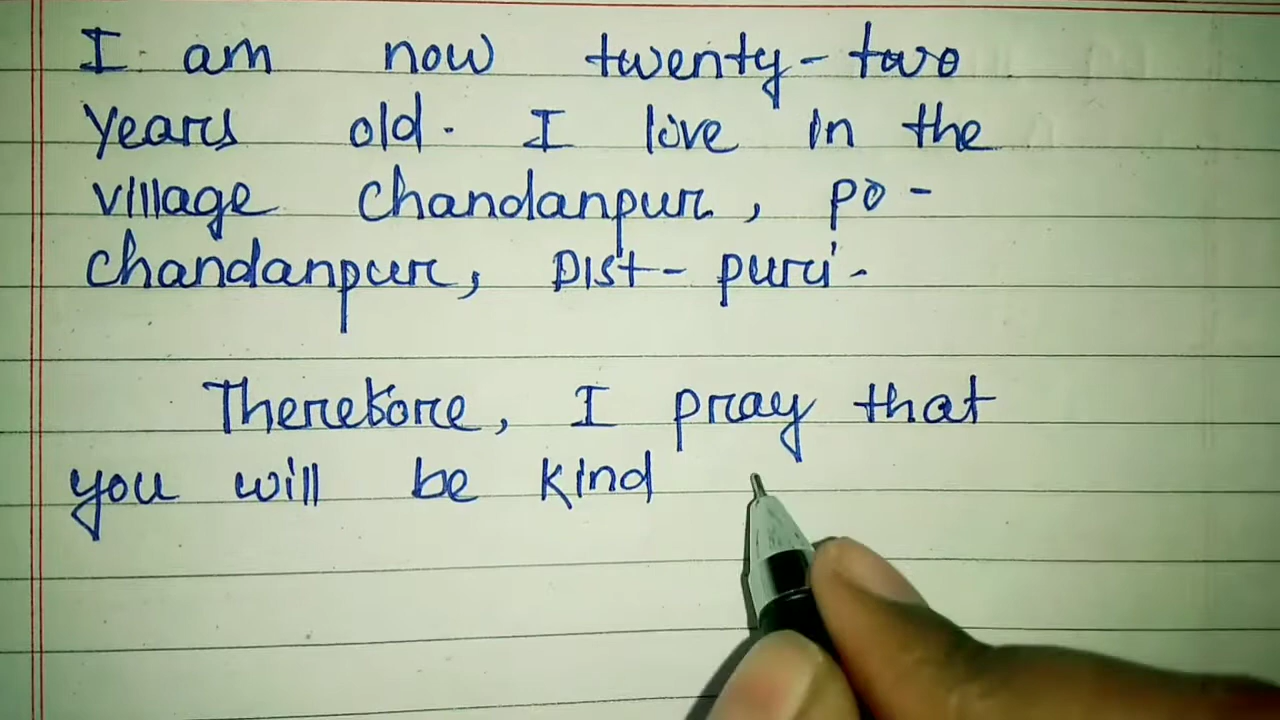 I am now twenty-two
years old. I love in the
village Chandanpur, po -
Chandanpur, Dist - puri.
Therefore, I pray that
you will be kind